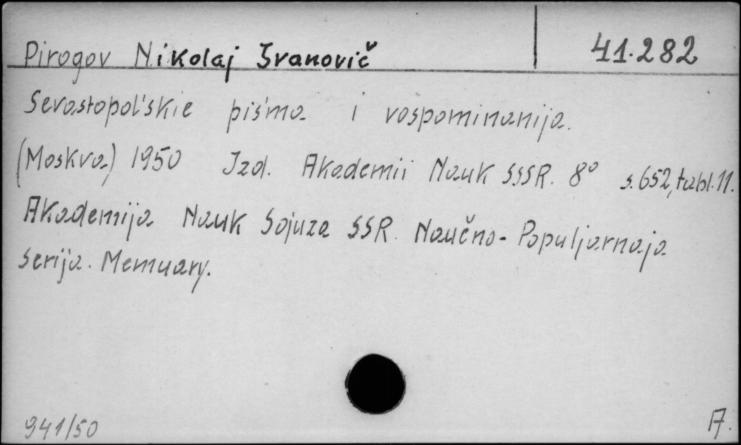 Pirogov Nikolaj Ivanovič 41.282
Sevastopol'skie pis'ma i vospominanija.
(Moskva,) 1950 Izd. Akademii Nauk SSSR. 8° s.652, tabl.11.
Akademija Nauk Sojuza SSR. Naučno-Populjarnaja
serija. Memuary.
941/50 A.